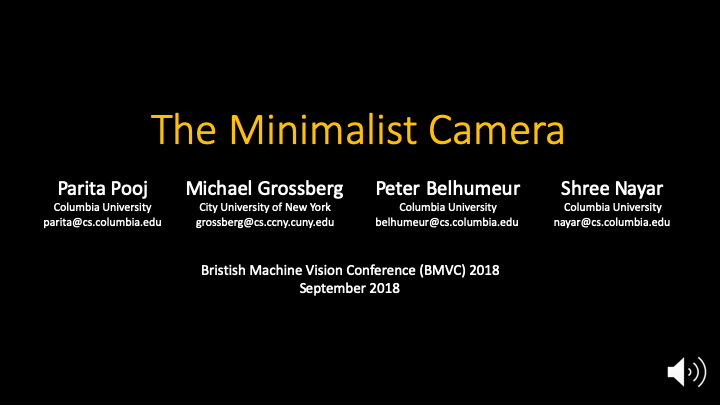 The Minimalist Camera
Parita Pooj
Columbia University
parita@cs.columbia.edu
Michael Grossberg
City University of New York
grossberg@cs.ccny.cuny.edu
Peter Belhumeur
Columbia University
belhumeur@cs.columbia.edu
Shree Nayar
Columbia University
nayar@cs.columbia.edu
Bristish Machine Vision Conference (BMVC) 2018
September 2018